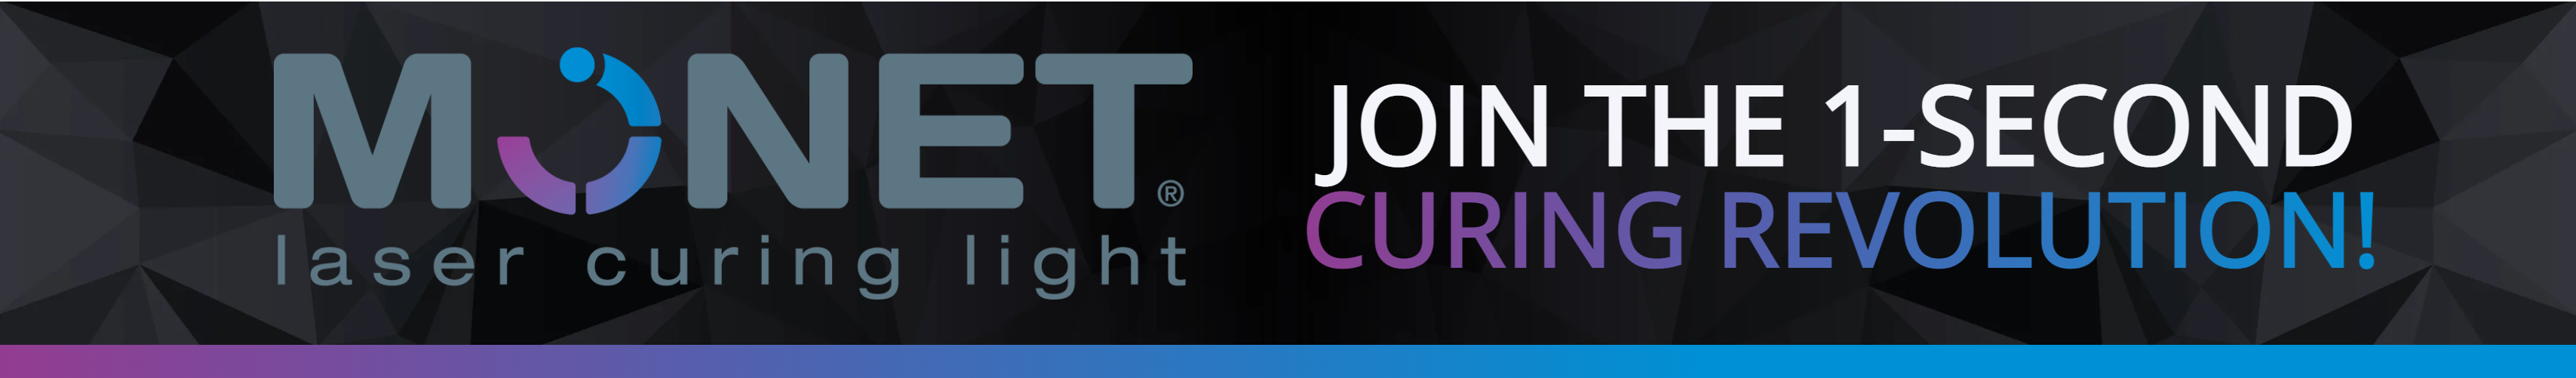 MONET®
laser curing light
JOIN THE 1-SECOND
CURING REVOLUTION!